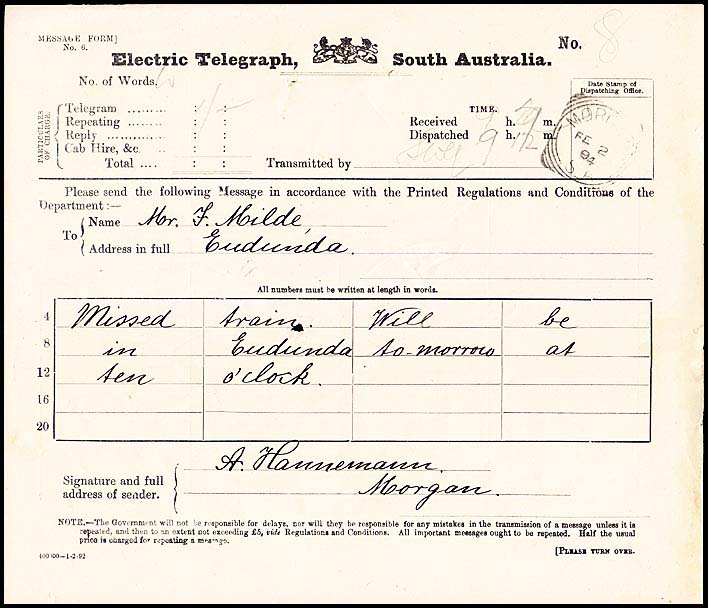 MESSAGE FORM]
No. 6.
No. 8
Electric Telegraph, South Australia.
No. of Words.
Date Stamp of
Dispatching Office.
PARTICULARS
OF CHARGE.
Telegram ......... : :
Repeating ........ : :
Reply ............ : :
Cab Hire, &c. : :
Total .... : :
TIME.
Received h. m.
Dispatched 9 h. 12 m.
Transmitted by
FE 2
94
S.A
Please send the following Message in accordance with the Printed Regulations and Conditions of the
Department:—
To
Name Mr. F. Milde,
Address in full Eudunda.
All numbers must be written at length in words.
4 Missed train. Will be
8 in Eudunda to-morrow at
12 ten o'clock.
16
20
Signature and full
address of sender.
A. Hannemann.
Morgan.
NOTE.—The Government will not be responsible for delays, nor will they be responsible for any mistakes in the transmission of a message unless it is
repeated, and then to an extent not exceeding £5, vide Regulations and Conditions. All important messages ought to be repeated. Half the usual
price is charged for repeating a message.
100,000—1-2-92
[PLEASE TURN OVER.